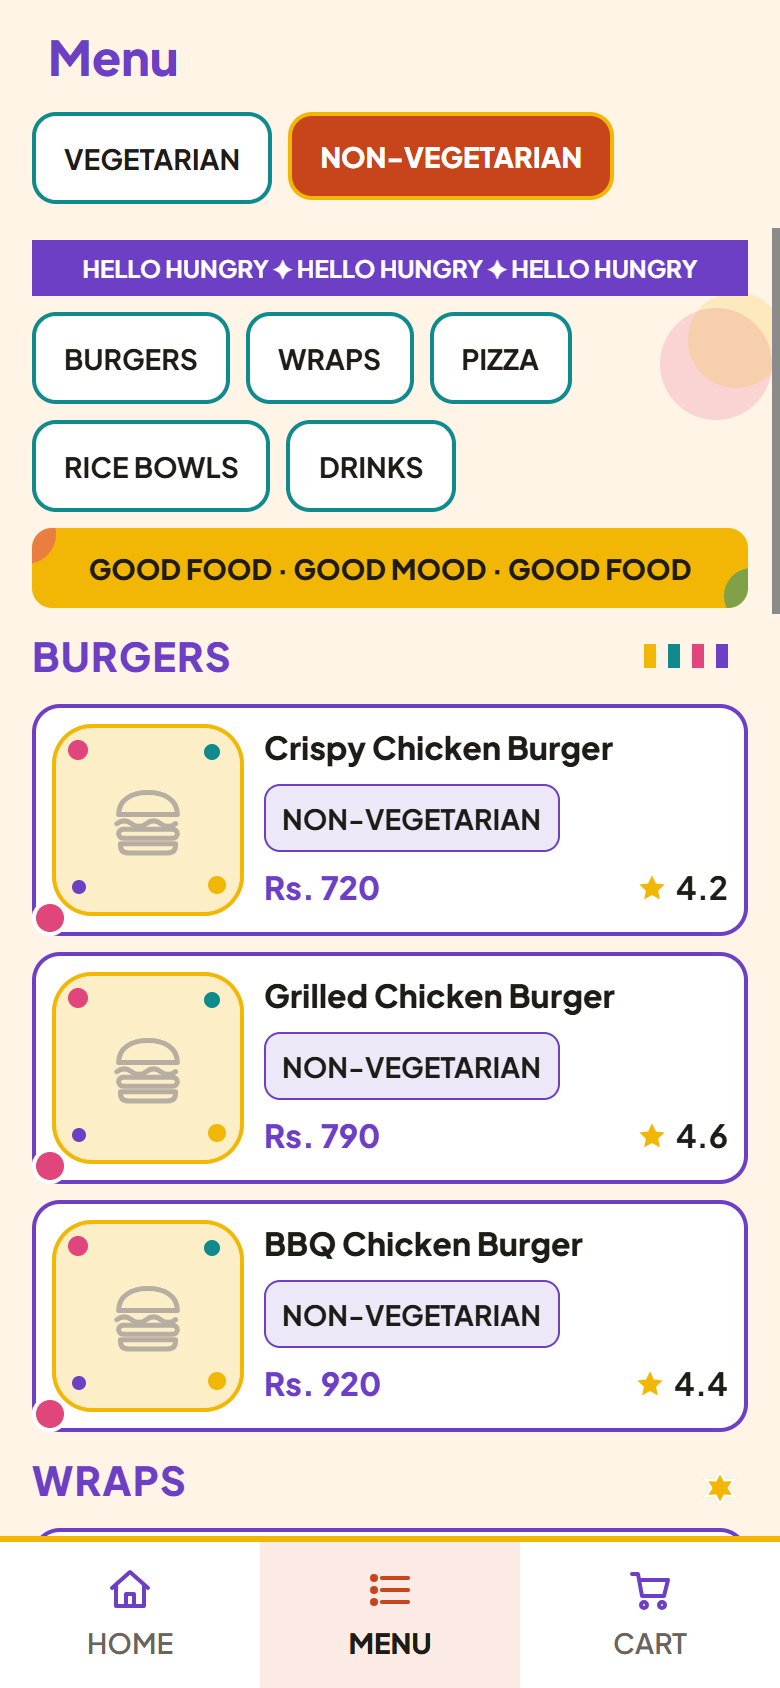 Menu
VEGETARIAN
NON-VEGETARIAN
HELLO HUNGRY ✦ HELLO HUNGRY ✦ HELLO HUNGRY
BURGERS
WRAPS
PIZZA
RICE BOWLS
DRINKS
GOOD FOOD · GOOD MOOD · GOOD FOOD
BURGERS
Crispy Chicken Burger
NON-VEGETARIAN
Rs. 720
4.2
Grilled Chicken Burger
NON-VEGETARIAN
Rs. 790
4.6
BBQ Chicken Burger
NON-VEGETARIAN
Rs. 920
4.4
WRAPS
HOME
MENU
CART